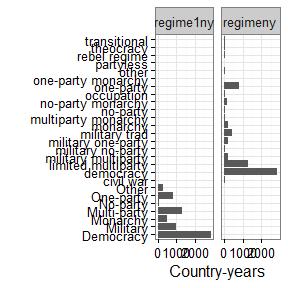 regime1ny regimeny
transitional
theocracy
rebel regime
partyless
other
one-party monarchy
one-party
occupation
no-party monarchy
no-party
multiparty monarchy
monarchy
military trad
military one-party
military no-party
military multiparty
limited multiparty
democracy
civil war
Other
One-party
No-party
Multi-party
Monarchy
Military
Democracy
0 1000 2000 0 1000 2000
Country-years